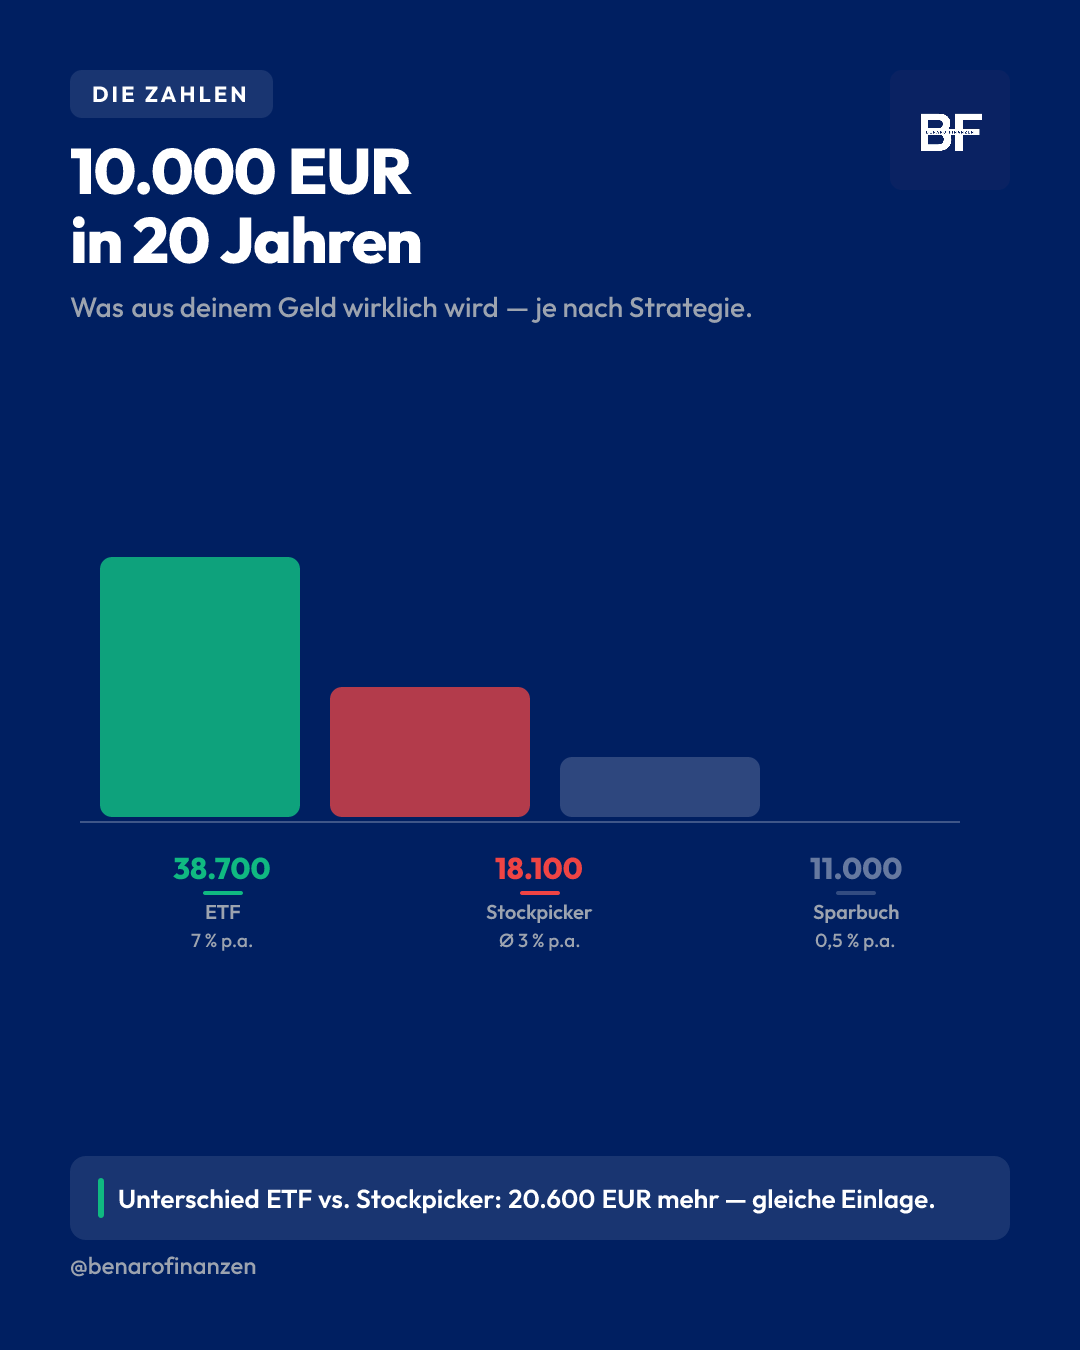 DIE ZAHLEN
BF
10.000 EUR
in 20 Jahren
Was aus deinem Geld wirklich wird — je nach Strategie.
38.700
ETF
7 % p.a.
18.100
Stockpicker
Ø 3 % p.a.
11.000
Sparbuch
0,5 % p.a.
Unterschied ETF vs. Stockpicker: 20.600 EUR mehr — gleiche Einlage.
@benarofinanzen